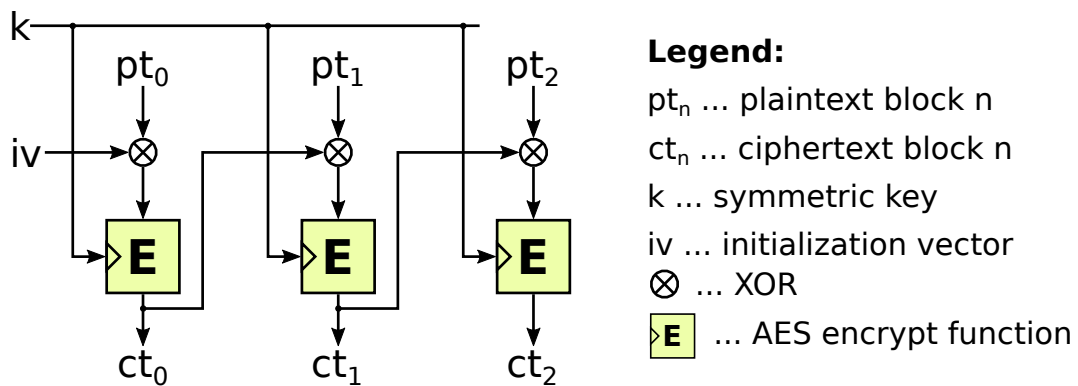 k
pt₀ pt₁ pt₂
iv
E E E
ct₀ ct₁ ct₂
Legend:
ptₙ ... plaintext block n
ctₙ ... ciphertext block n
k ... symmetric key
iv ... initialization vector
⊗ ... XOR
E ... AES encrypt function